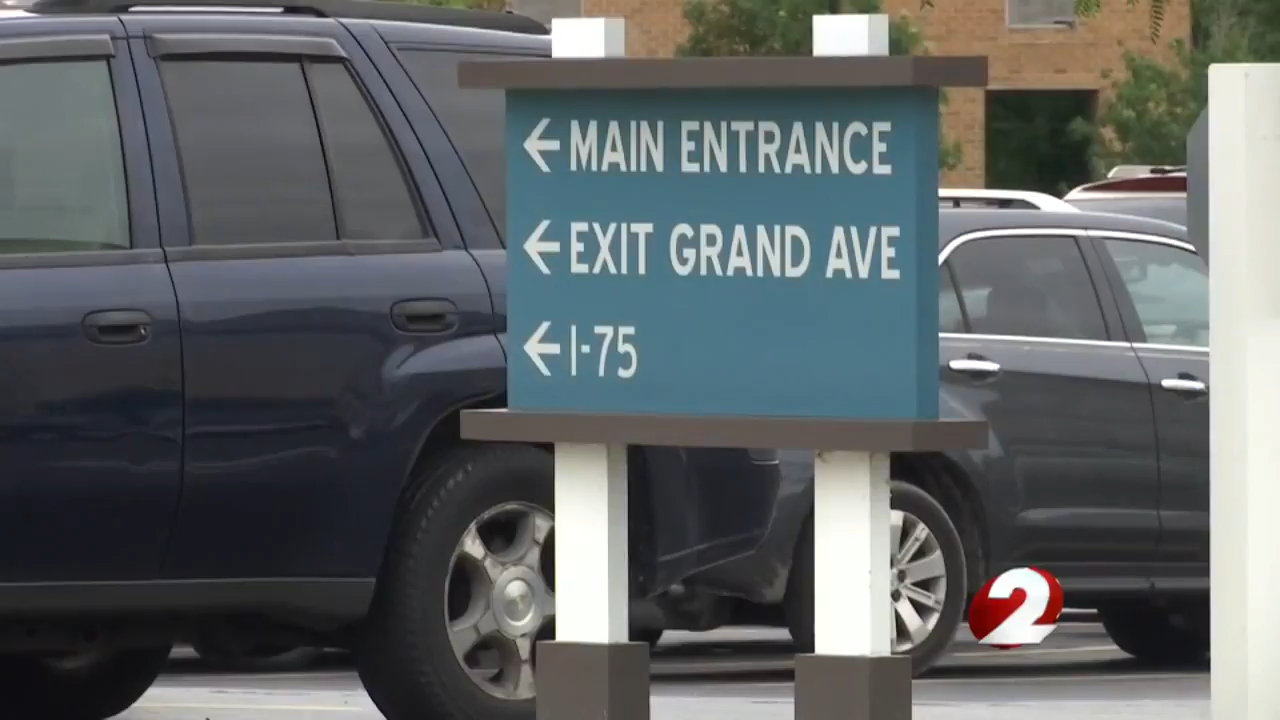 ← MAIN ENTRANCE
← EXIT GRAND AVE
← I-75
2